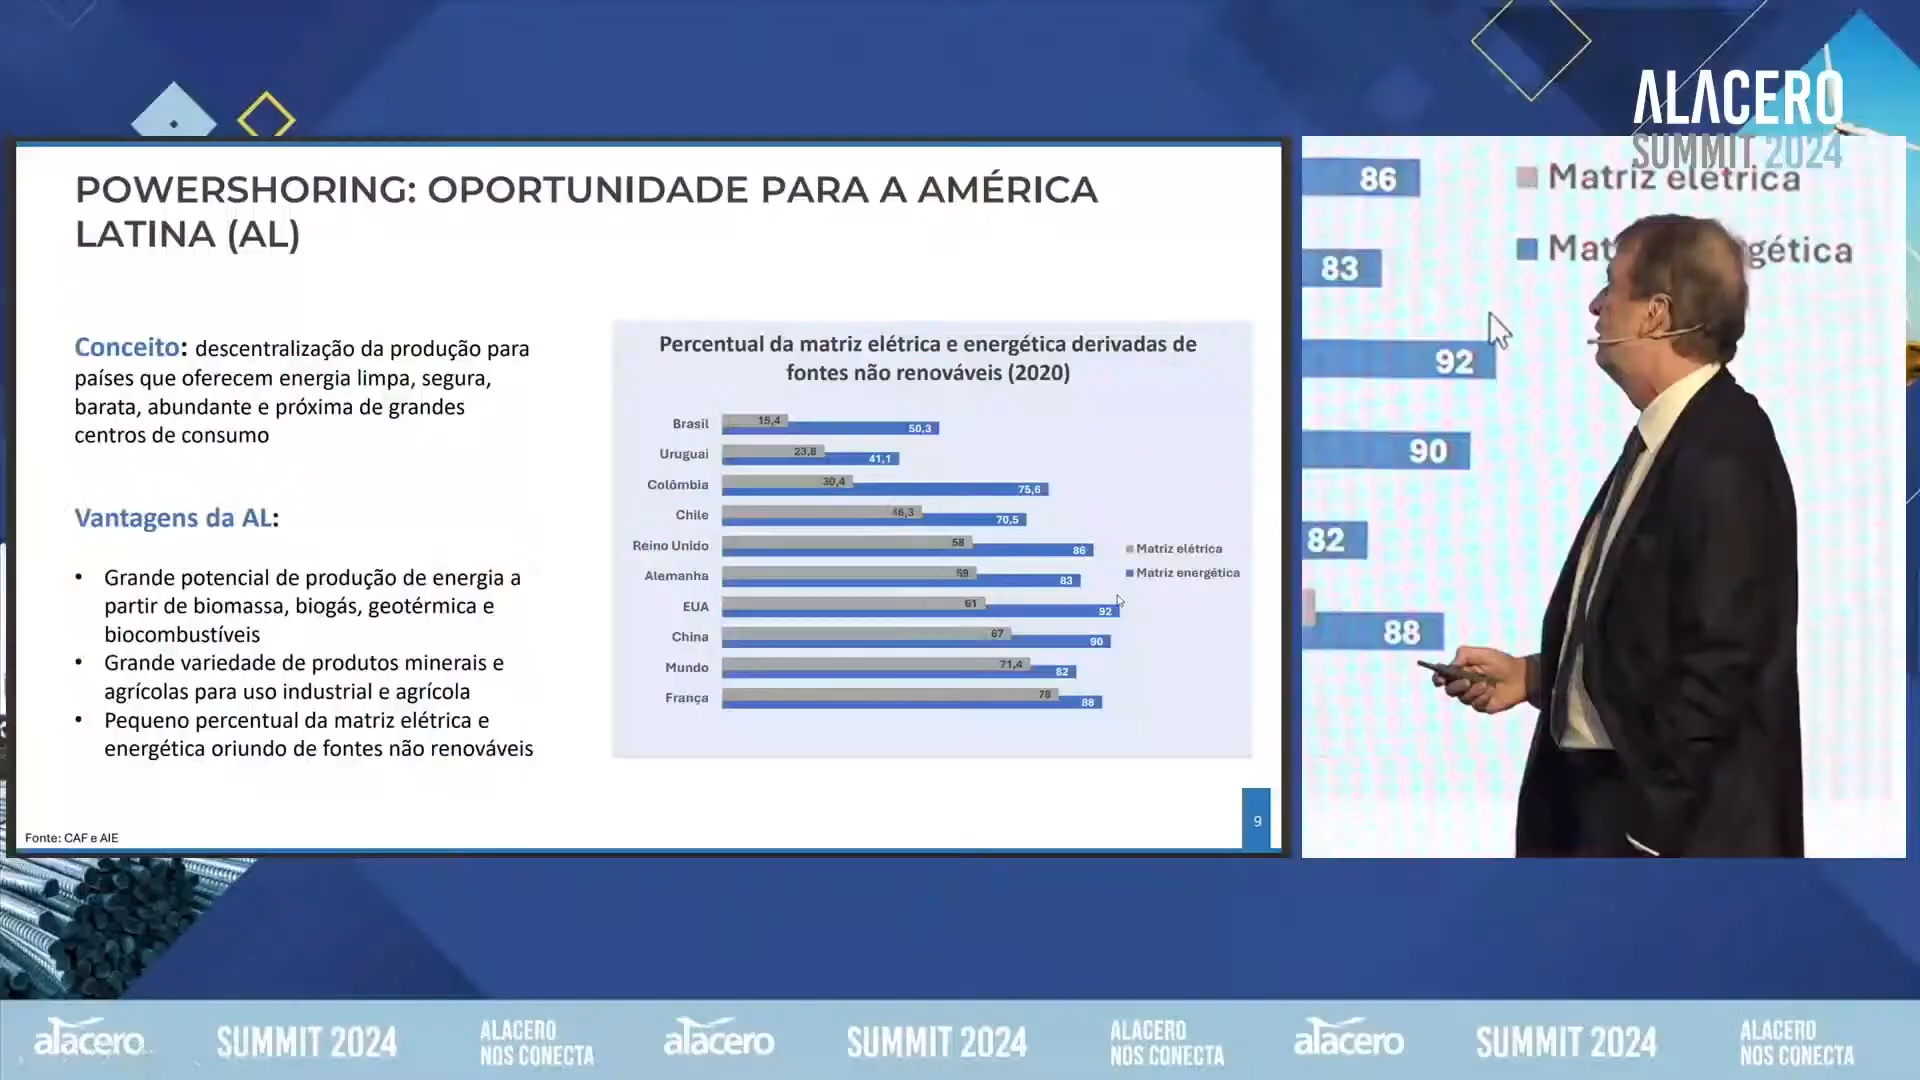 ALACERO
SUMMIT 2024
POWERSHORING: OPORTUNIDADE PARA A AMÉRICA
LATINA (AL)
Conceito: descentralização da produção para
países que oferecem energia limpa, segura,
barata, abundante e próxima de grandes
centros de consumo
Vantagens da AL:
• Grande potencial de produção de energia a
partir de biomassa, biogás, geotérmica e
biocombustíveis
• Grande variedade de produtos minerais e
agrícolas para uso industrial e agrícola
• Pequeno percentual da matriz elétrica e
energética oriundo de fontes não renováveis
Percentual da matriz elétrica e energética derivadas de
fontes não renováveis (2020)
Brasil 15,4 50,3
Uruguai 23,8 41,1
Colômbia 30,4 75,6
Chile 46,3 70,5
Reino Unido 58 86
Alemanha 59 83
EUA 61 92
China 67 90
Mundo 71,4 82
França 78 88
Matriz elétrica
Matriz energética
Fonte: CAF e AIE
9
86
83
92
90
82
88
Matriz elétrica
Mat gética
alacero SUMMIT 2024 ALACERO NOS CONECTA alacero SUMMIT 2024 ALACERO NOS CONECTA alacero SUMMIT 2024 ALACERO NOS CONECTA